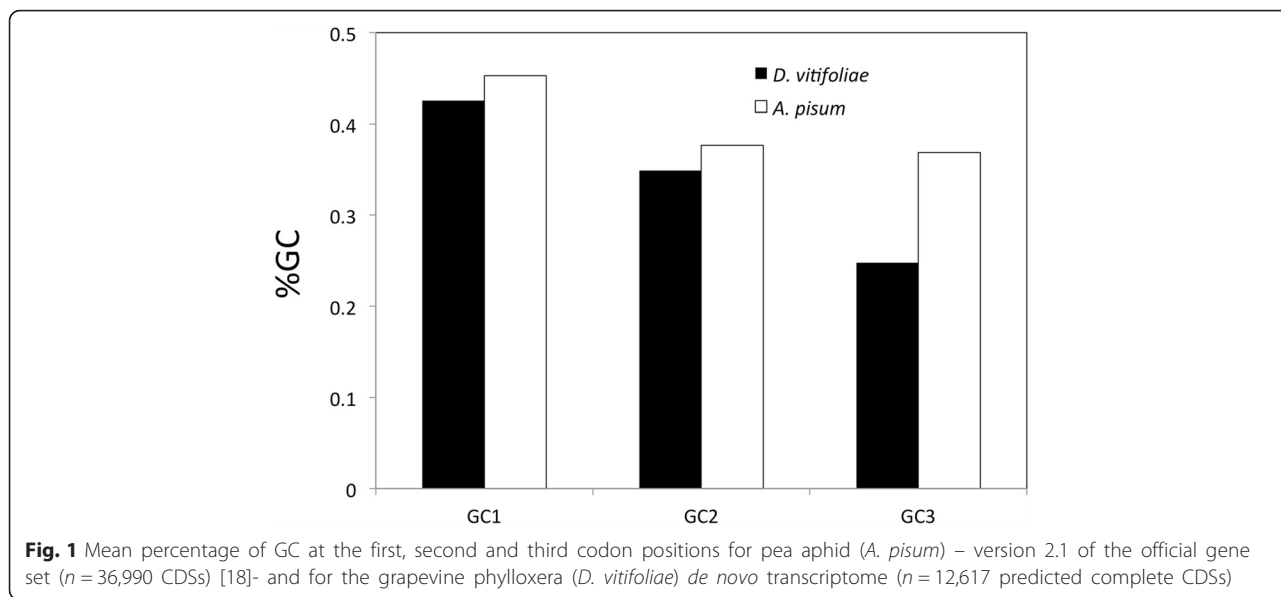 0.5
0.4
0.3
0.2
0.1
0
%GC
D. vitifoliae
A. pisum
GC1 GC2 GC3
Fig. 1 Mean percentage of GC at the first, second and third codon positions for pea aphid (A. pisum) – version 2.1 of the official gene
set (n = 36,990 CDSs) [18]- and for the grapevine phylloxera (D. vitifoliae) de novo transcriptome (n = 12,617 predicted complete CDSs)